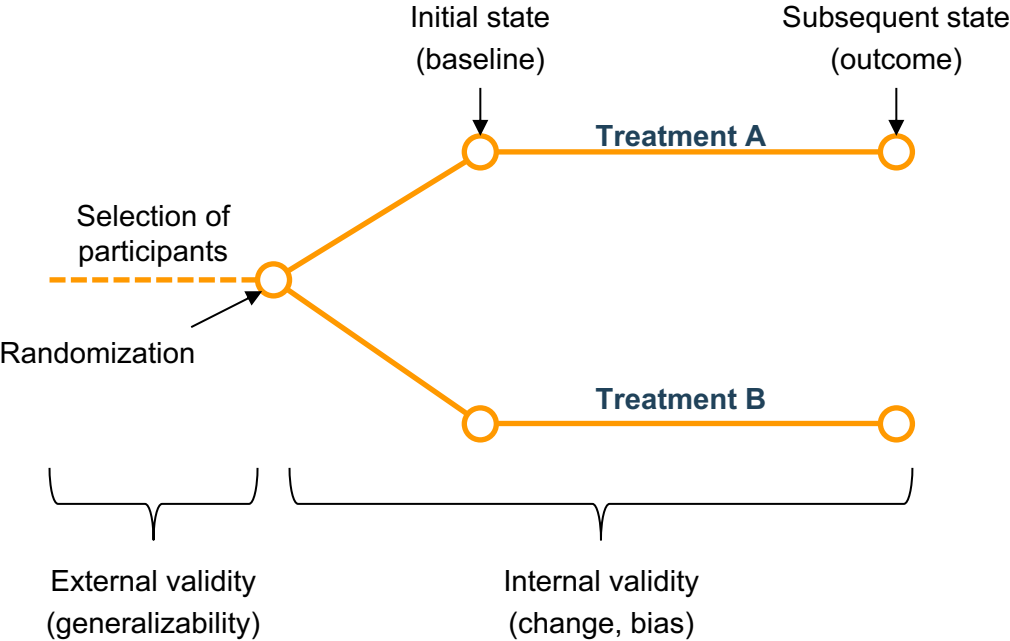 Initial state
(baseline)
Subsequent state
(outcome)
Treatment A
Selection of
participants
Randomization
Treatment B
External validity
(generalizability)
Internal validity
(change, bias)